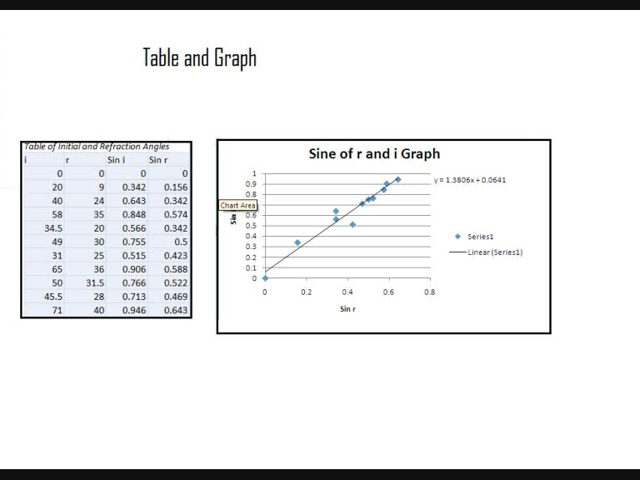 Table and Graph
Table of Initial and Refraction Angles
i r Sin i Sin r
0 0 0 0
20 9 0.342 0.156
40 24 0.643 0.342
58 35 0.848 0.574
34.5 20 0.566 0.342
49 30 0.755 0.5
31 25 0.515 0.423
65 36 0.906 0.588
50 31.5 0.766 0.522
45.5 28 0.713 0.469
71 40 0.946 0.643
Sine of r and i Graph
1
0.9
0.8
0.7
0.6
0.5
0.4
0.3
0.2
0.1
0
Chart Area
Sin
y = 1.3806x + 0.0641
Series1
Linear (Series1)
0 0.2 0.4 0.6 0.8
Sin r